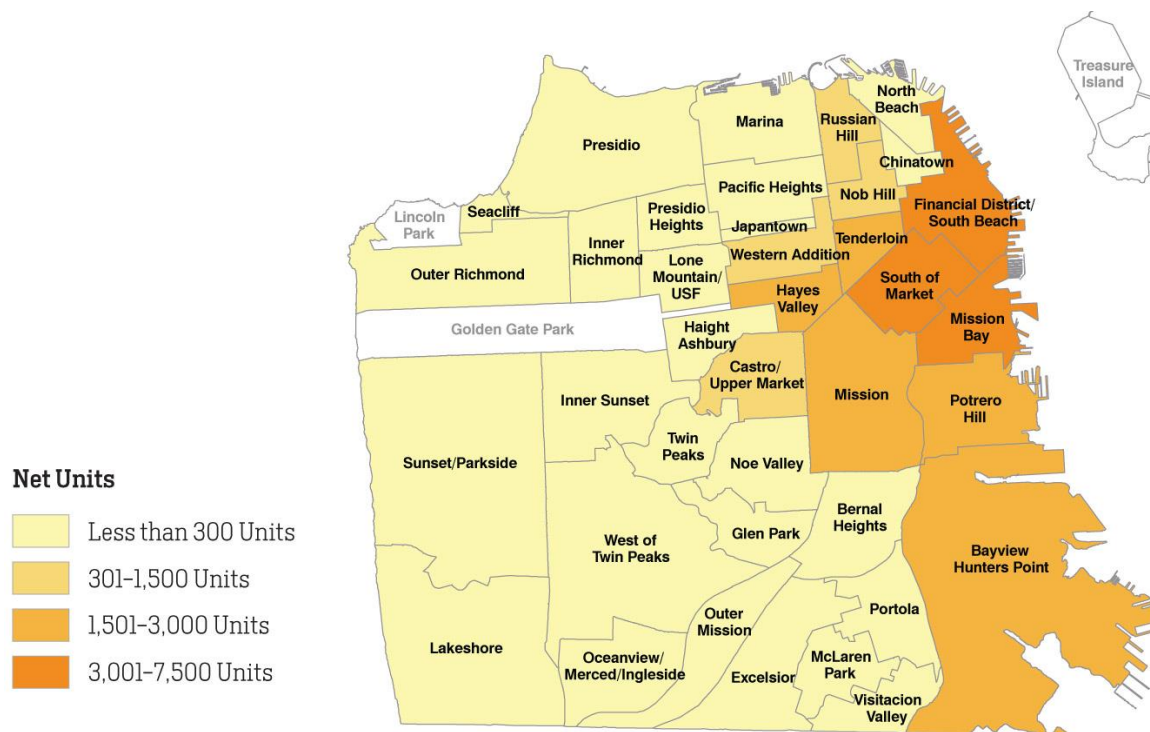 Treasure
Island
North
Beach
Marina
Russian
Hill
Presidio
Chinatown
Pacific Heights
Nob Hill
Financial District/
South Beach
Lincoln
Park
Seacliff
Presidio
Heights
Japantown
Tenderloin
Inner
Richmond
Western Addition
Outer Richmond
Lone
Mountain/
USF
South of
Market
Hayes
Valley
Mission
Bay
Golden Gate Park
Haight
Ashbury
Castro/
Upper Market
Mission
Potrero
Hill
Inner Sunset
Twin
Peaks
Sunset/Parkside
Noe Valley
Bernal
Heights
Glen Park
West of
Twin Peaks
Bayview
Hunters Point
Outer
Mission
Portola
Lakeshore
Oceanview/
Merced/Ingleside
McLaren
Park
Excelsior
Visitacion
Valley
Net Units
Less than 300 Units
301–1,500 Units
1,501–3,000 Units
3,001–7,500 Units